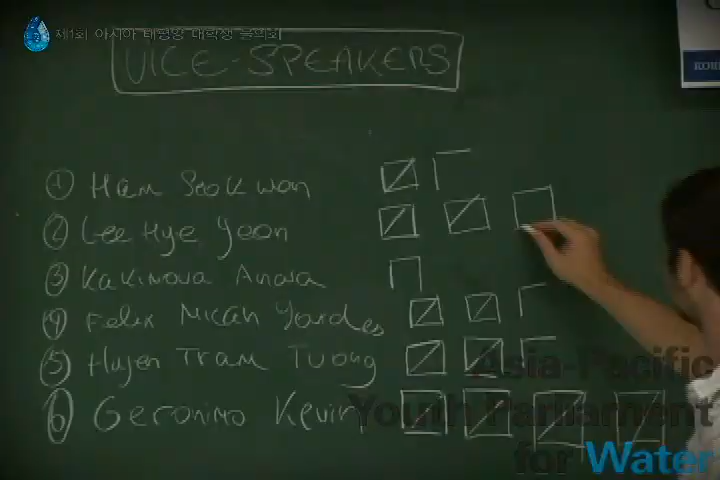 제1회 아시아 태평양 대학생 물의회
VICE-SPEAKERS
① Ham Seok Won
② Lee Hye Yeon
③ Kakinova Anara
④ Felix Micah Yordes
⑤ Huyen Tram Tuong
⑥ Geronimo Kevin
Asia-Pacific
Youth Parliament
for Water